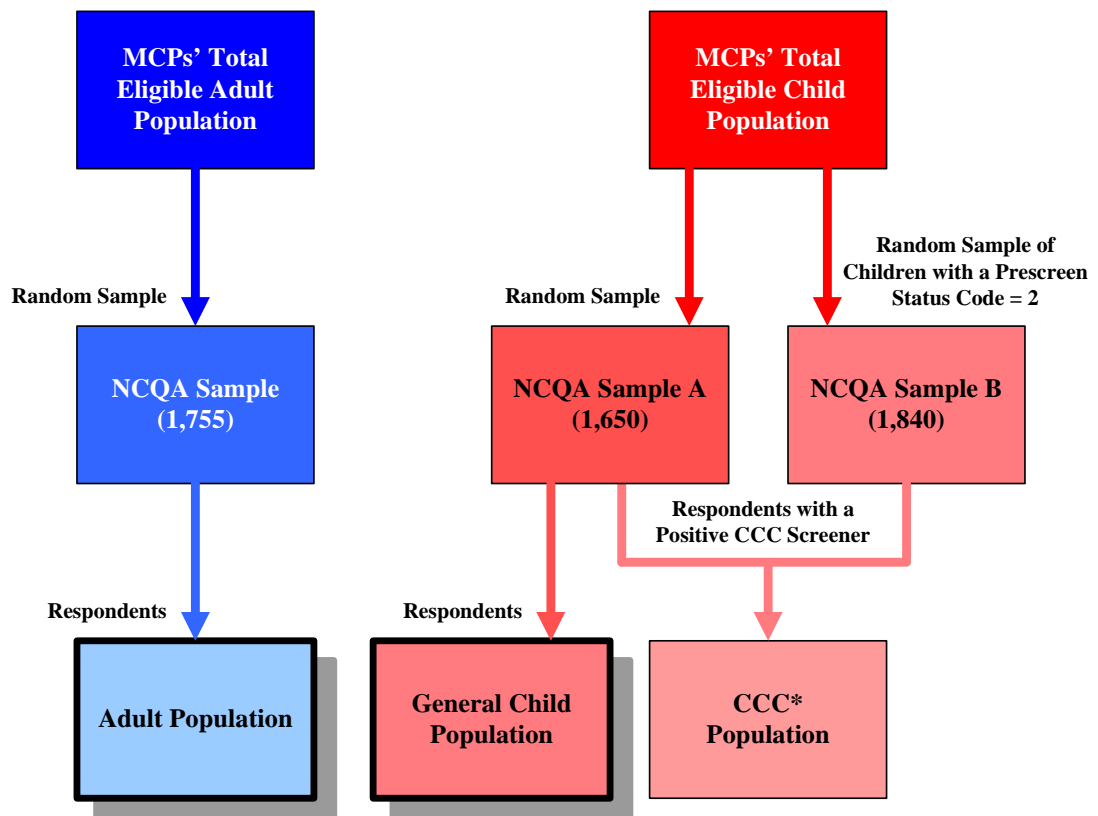 MCPs’ Total
Eligible Adult
Population
MCPs’ Total
Eligible Child
Population
Random Sample
Random Sample
Random Sample of
Children with a Prescreen
Status Code = 2
NCQA Sample
(1,755)
NCQA Sample A
(1,650)
NCQA Sample B
(1,840)
Respondents with a
Positive CCC Screener
Respondents
Respondents
Adult Population
General Child
Population
CCC*
Population